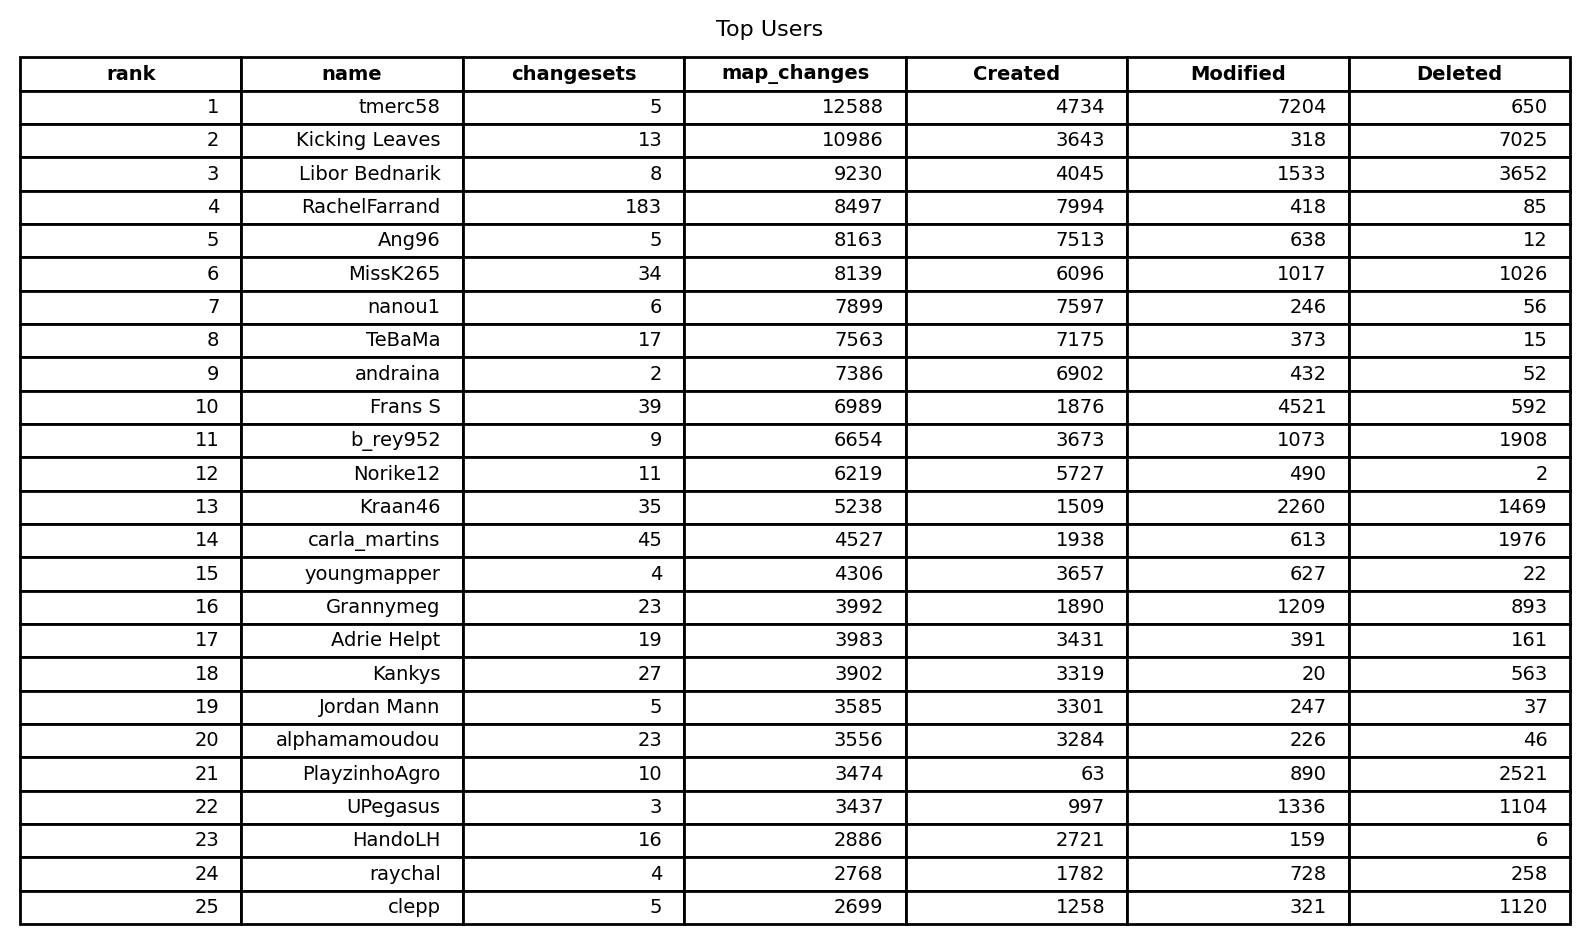 Top Users
rank name changesets map_changes Created Modified Deleted
1 tmerc58 5 12588 4734 7204 650
2 Kicking Leaves 13 10986 3643 318 7025
3 Libor Bednarik 8 9230 4045 1533 3652
4 RachelFarrand 183 8497 7994 418 85
5 Ang96 5 8163 7513 638 12
6 MissK265 34 8139 6096 1017 1026
7 nanou1 6 7899 7597 246 56
8 TeBaMa 17 7563 7175 373 15
9 andraina 2 7386 6902 432 52
10 Frans S 39 6989 1876 4521 592
11 b_rey952 9 6654 3673 1073 1908
12 Norike12 11 6219 5727 490 2
13 Kraan46 35 5238 1509 2260 1469
14 carla_martins 45 4527 1938 613 1976
15 youngmapper 4 4306 3657 627 22
16 Grannymeg 23 3992 1890 1209 893
17 Adrie Helpt 19 3983 3431 391 161
18 Kankys 27 3902 3319 20 563
19 Jordan Mann 5 3585 3301 247 37
20 alphamamoudou 23 3556 3284 226 46
21 PlayzinhoAgro 10 3474 63 890 2521
22 UPegasus 3 3437 997 1336 1104
23 HandoLH 16 2886 2721 159 6
24 raychal 4 2768 1782 728 258
25 clepp 5 2699 1258 321 1120